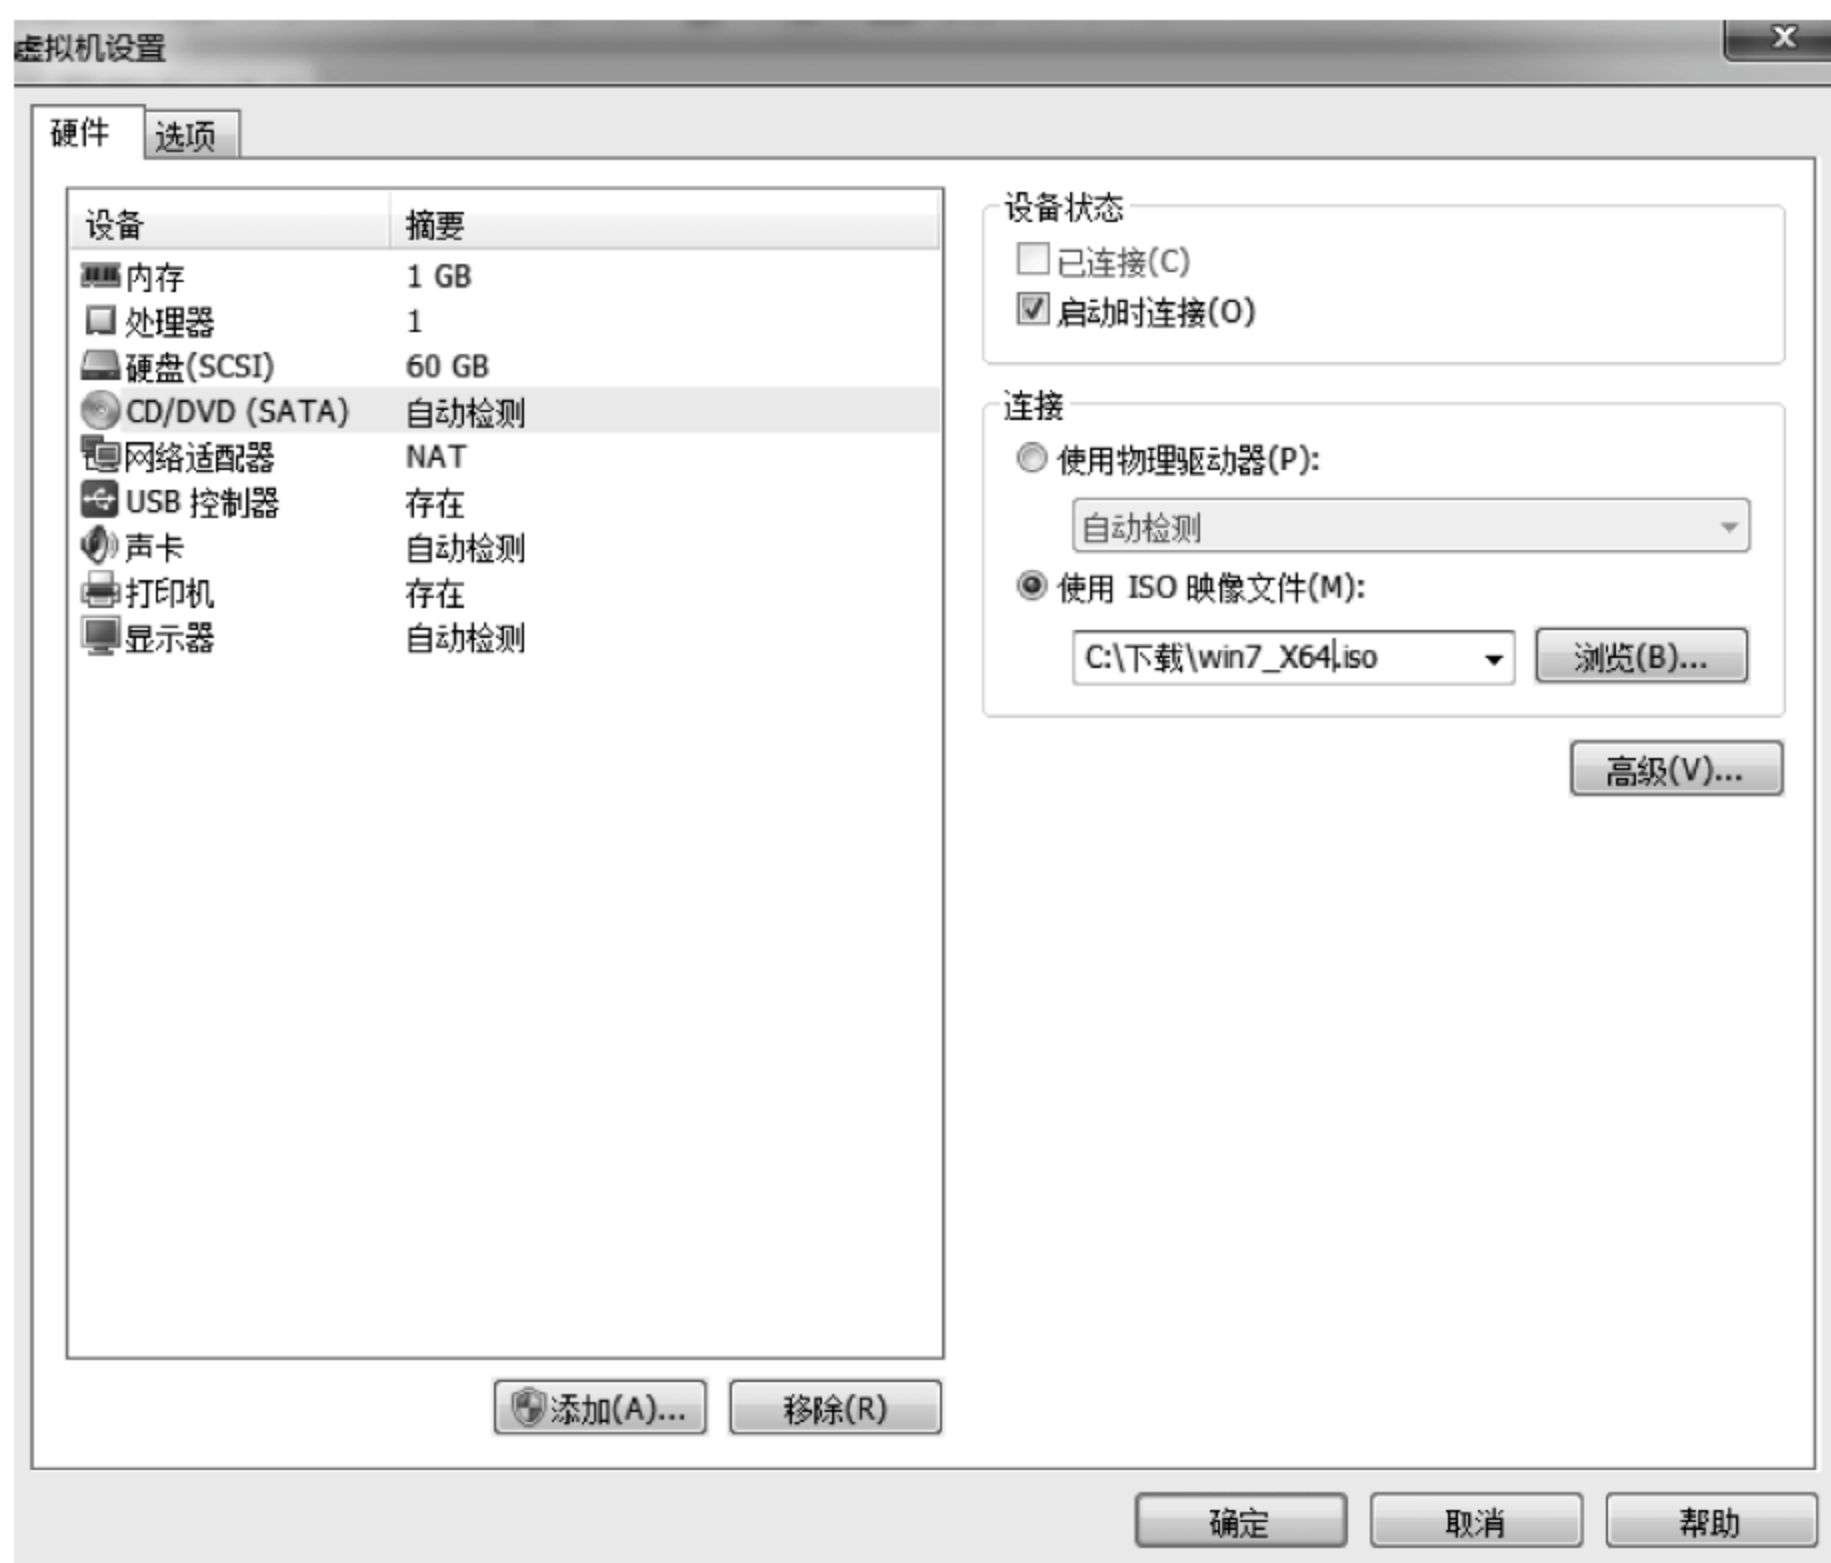 虚拟机设置
硬件 选项
设备 摘要
内存 1 GB
处理器 1
硬盘(SCSI) 60 GB
CD/DVD (SATA) 自动检测
网络适配器 NAT
USB 控制器 存在
声卡 自动检测
打印机 存在
显示器 自动检测
添加(A)... 移除(R)
设备状态
已连接(C)
启动时连接(O)
连接
使用物理驱动器(P):
自动检测
使用 ISO 映像文件(M):
C:\下载\win7_X64.iso 浏览(B)...
高级(V)...
确定 取消 帮助